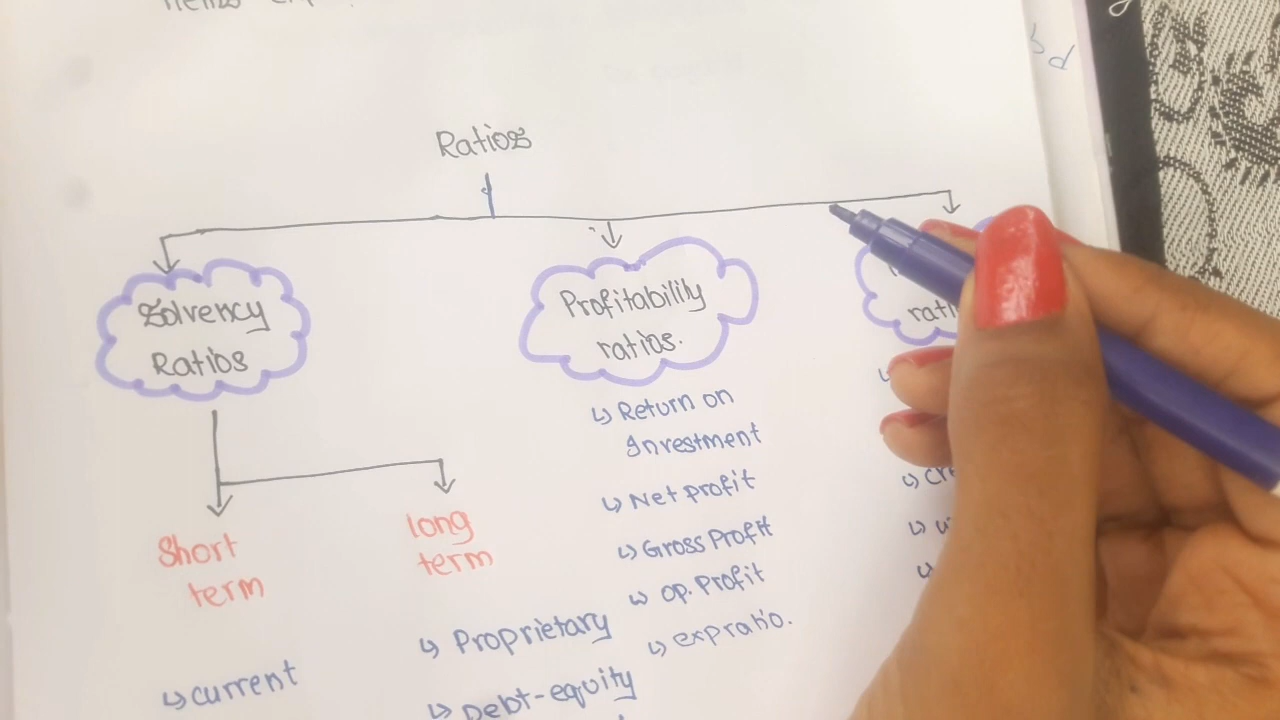 Ratios
Solvency
Ratios
Profitability
ratios.
↳ Return on
Investment
↳ Net profit
↳ Gross Profit
↳ op. Profit
↳ exp ratio.
Short
term
long
term
↳ current
↳ Proprietary
↳ Debt-equity